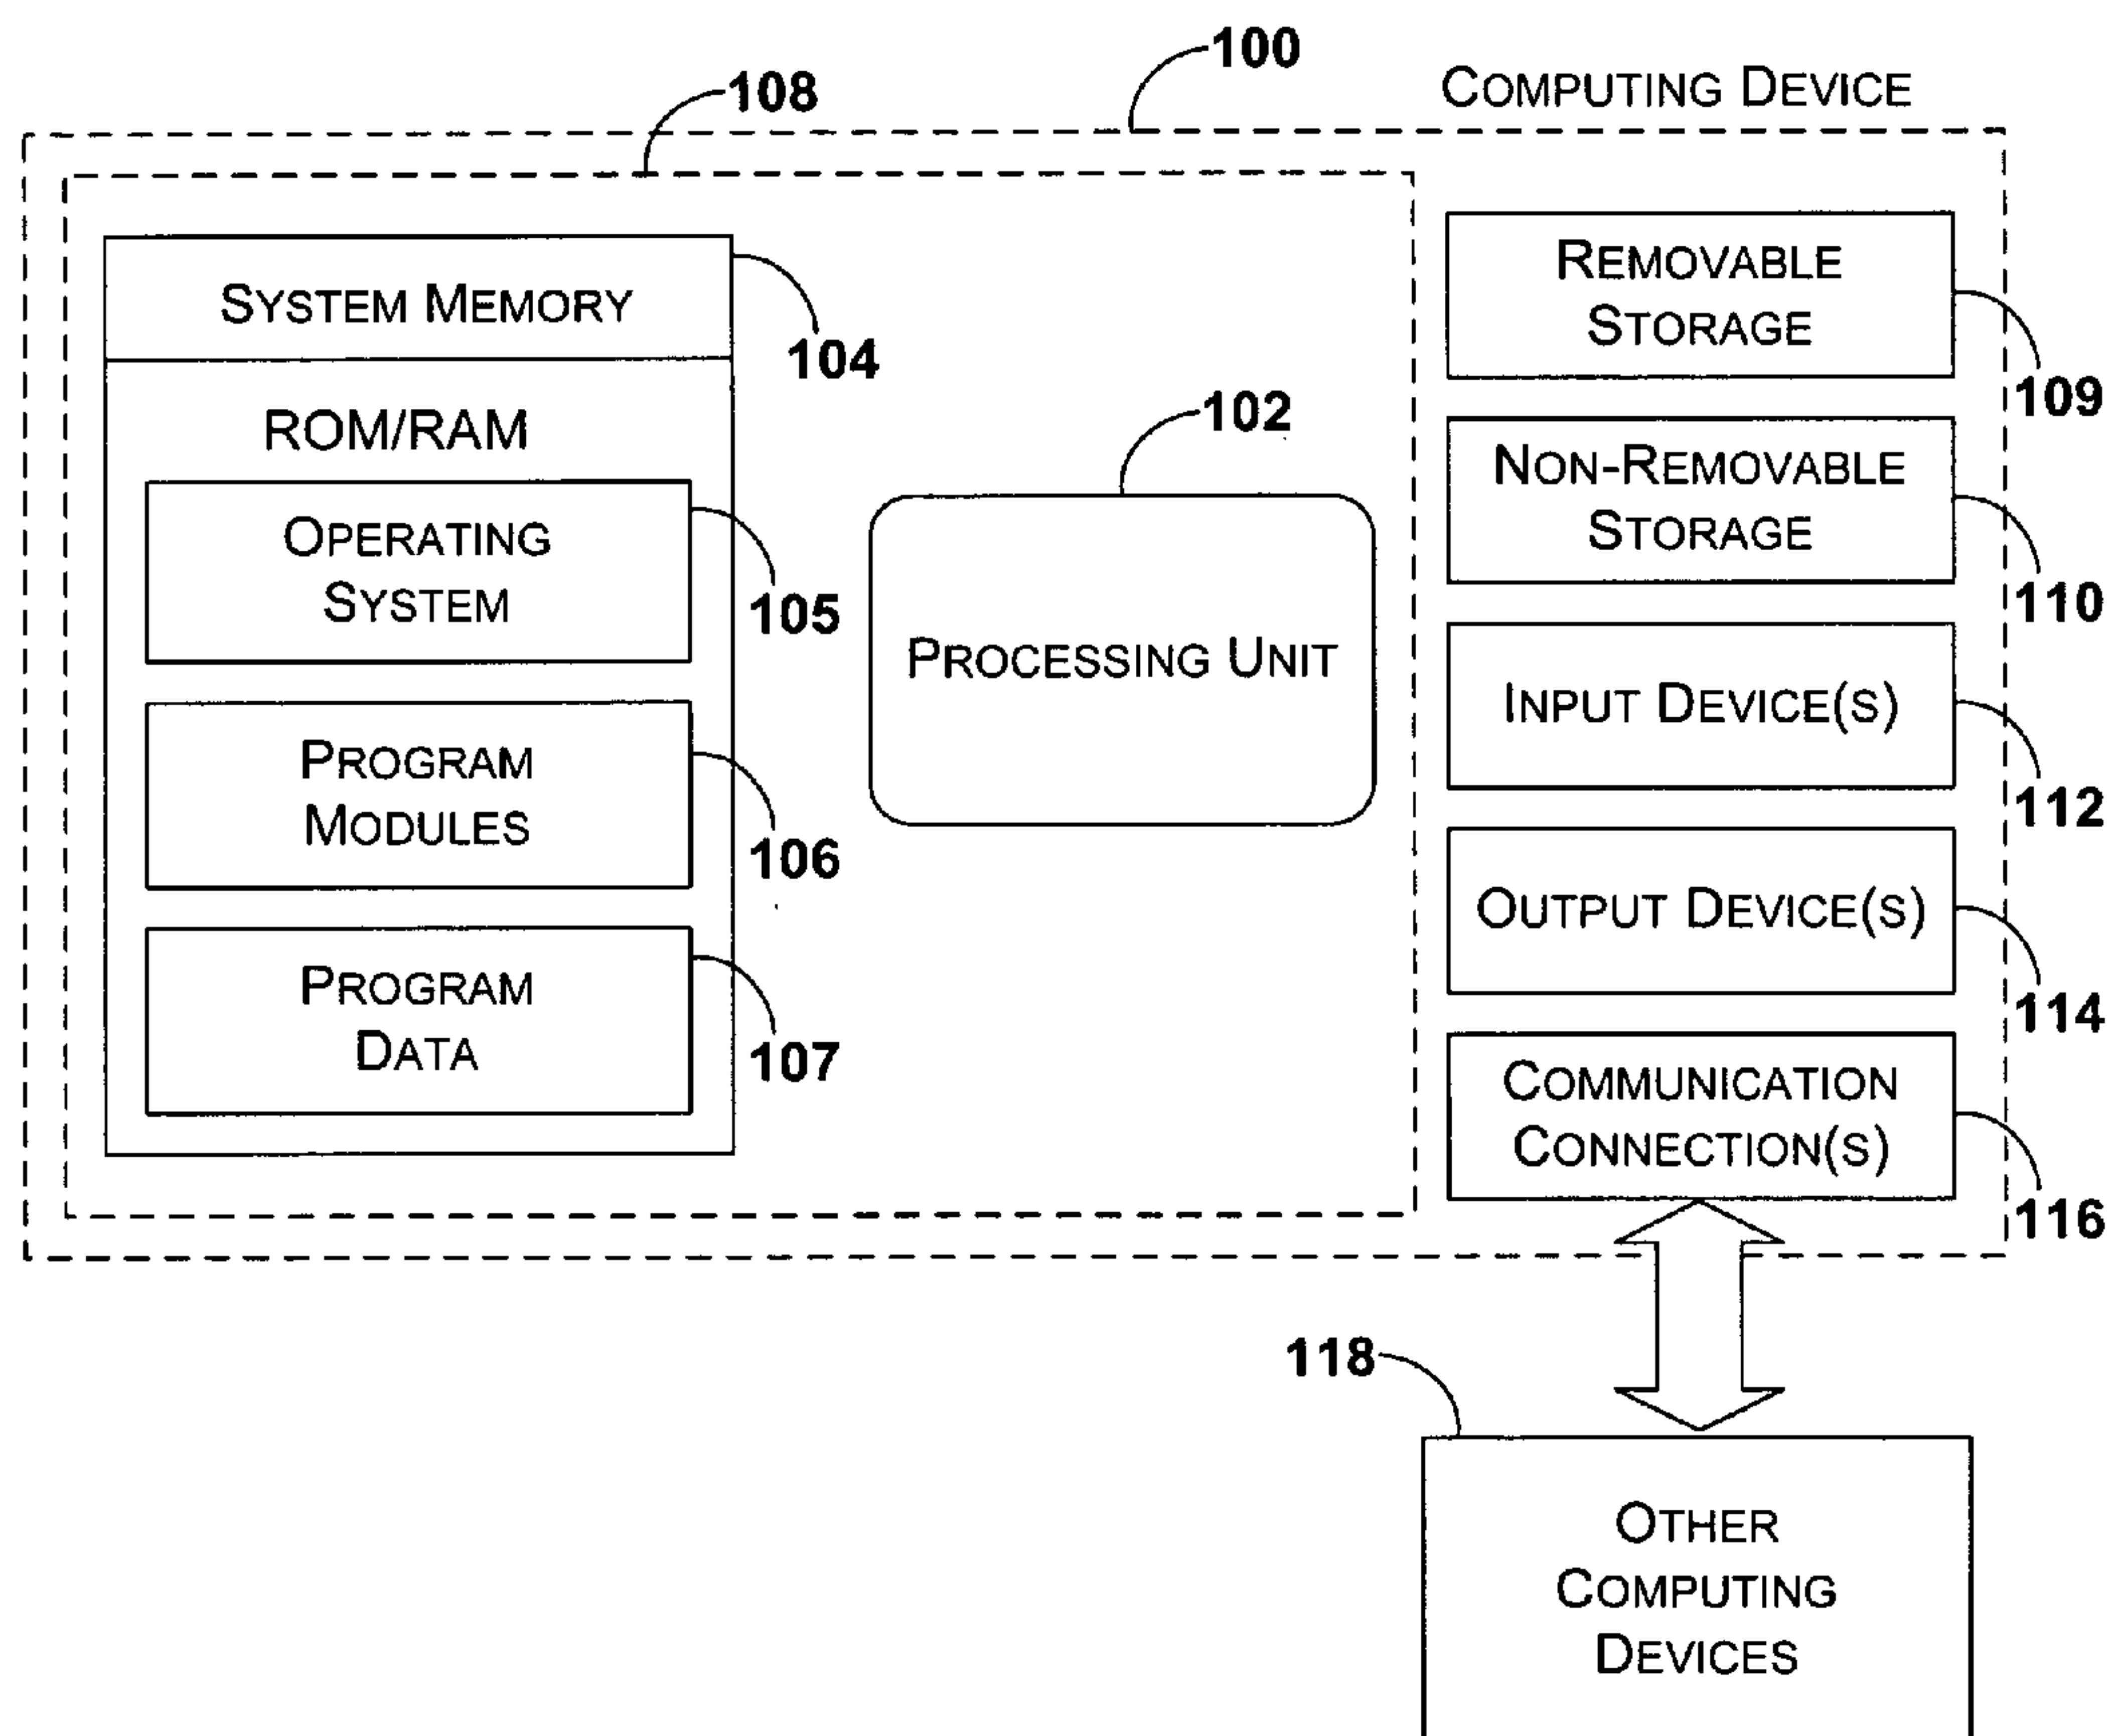 100
COMPUTING DEVICE
108
SYSTEM MEMORY
104
ROM/RAM
OPERATING
SYSTEM
105
PROGRAM
MODULES
106
PROGRAM
DATA
107
102
PROCESSING UNIT
REMOVABLE
STORAGE
109
NON-REMOVABLE
STORAGE
110
INPUT DEVICE(S)
112
OUTPUT DEVICE(S)
114
COMMUNICATION
CONNECTION(S)
116
118
OTHER
COMPUTING
DEVICES